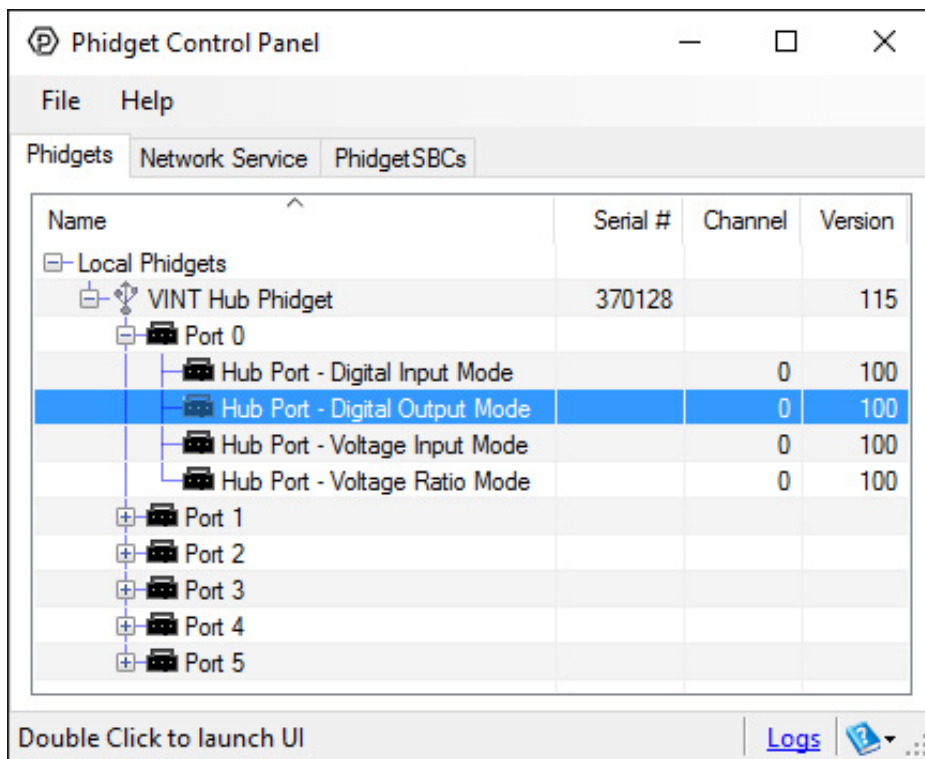 Phidget Control Panel
File Help
Phidgets Network Service PhidgetSBCs
Name Serial # Channel Version
Local Phidgets
VINT Hub Phidget 370128 115
Port 0
Hub Port - Digital Input Mode 0 100
Hub Port - Digital Output Mode 0 100
Hub Port - Voltage Input Mode 0 100
Hub Port - Voltage Ratio Mode 0 100
Port 1
Port 2
Port 3
Port 4
Port 5
Double Click to launch UI Logs